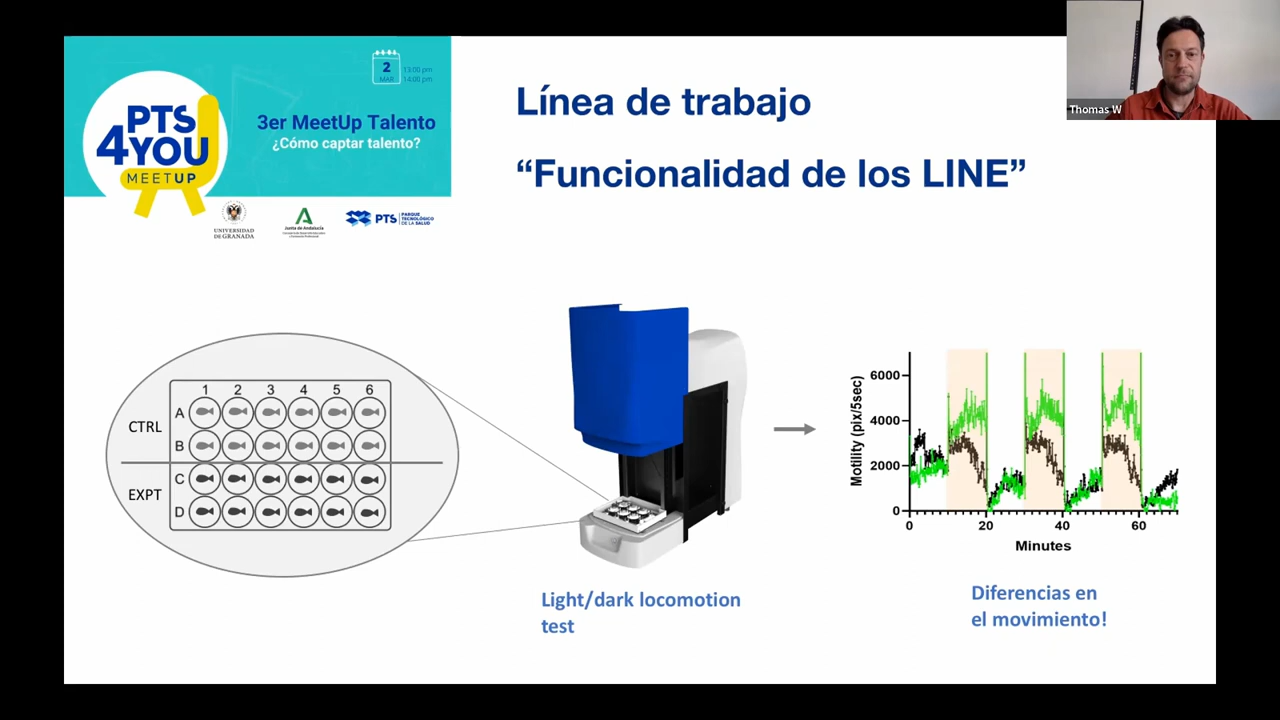 2
MAR
13:00 pm
14:00 pm
PTS
4YOU
MEETUP
3er MeetUp Talento
¿Cómo captar talento?
UNIVERSIDAD
DE GRANADA
Junta de Andalucía
PTS
PARQUE
TECNOLÓGICO
DE LA SALUD
Línea de trabajo
“Funcionalidad de los LINE”
Thomas W
1 2 3 4 5 6
CTRL
A
B
EXPT
C
D
Light/dark locomotion
test
Motility (pix/5sec)
6000
4000
2000
0
0 20 40 60
Minutes
Diferencias en
el movimiento!